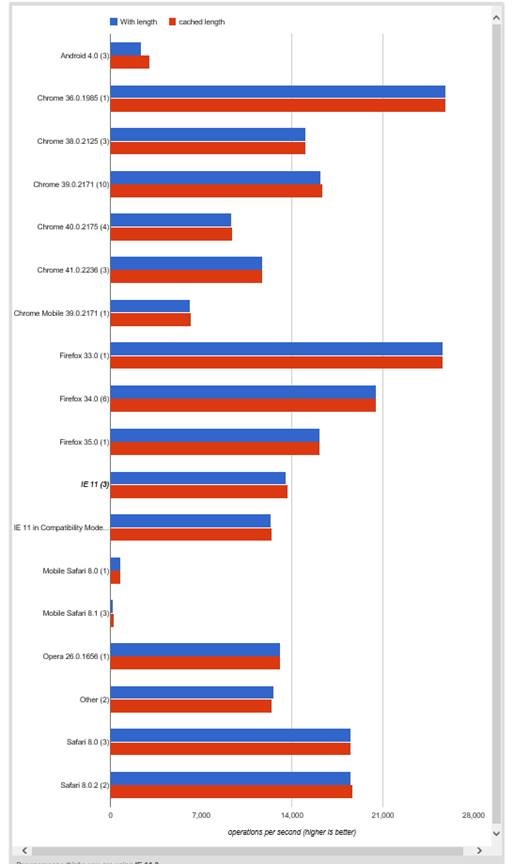 With length cached length
Android 4.0 (3)
Chrome 36.0.1985 (1)
Chrome 38.0.2125 (3)
Chrome 39.0.2171 (10)
Chrome 40.0.2175 (4)
Chrome 41.0.2236 (3)
Chrome Mobile 39.0.2171 (1)
Firefox 33.0 (1)
Firefox 34.0 (6)
Firefox 35.0 (1)
IE 11 (3)
IE 11 in Compatibility Mode...
Mobile Safari 8.0 (1)
Mobile Safari 8.1 (3)
Opera 26.0.1656 (1)
Other (2)
Safari 8.0 (3)
Safari 8.0.2 (2)
0 7,000 14,000 21,000 28,000
operations per second (higher is better)